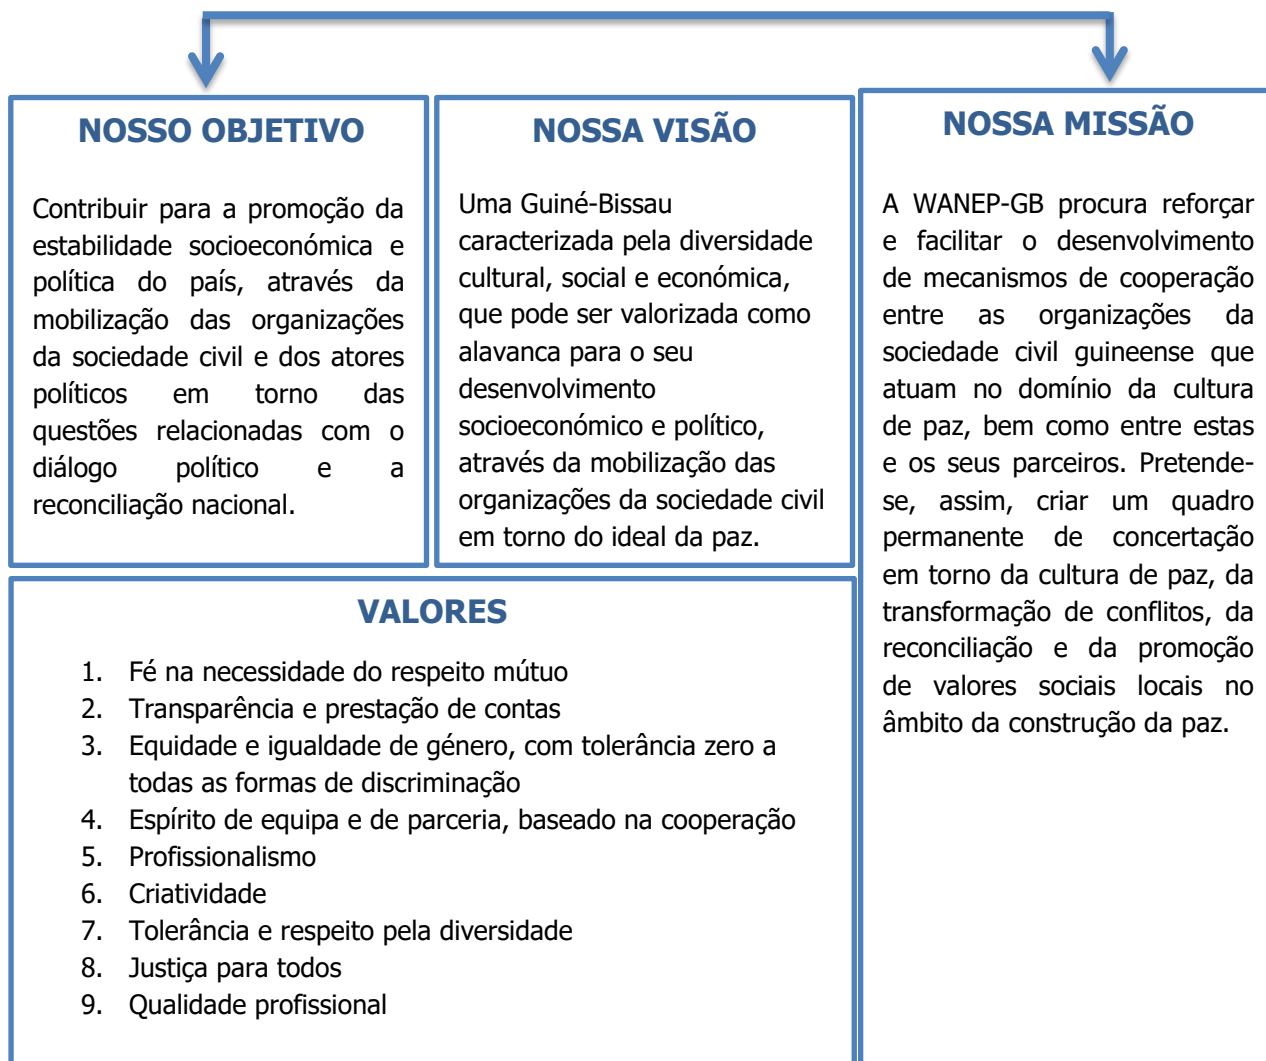 NOSSO OBJETIVO
Contribuir para a promoção da
estabilidade socioeconómica e
política do país, através da
mobilização das organizações
da sociedade civil e dos atores
políticos em torno das
questões relacionadas com o
diálogo político e a
reconciliação nacional.
NOSSA VISÃO
Uma Guiné-Bissau
caracterizada pela diversidade
cultural, social e económica,
que pode ser valorizada como
alavanca para o seu
desenvolvimento
socioeconómico e político,
através da mobilização das
organizações da sociedade civil
em torno do ideal da paz.
NOSSA MISSÃO
A WANEP-GB procura reforçar
e facilitar o desenvolvimento
de mecanismos de cooperação
entre as organizações da
sociedade civil guineense que
atuam no domínio da cultura
de paz, bem como entre estas
e os seus parceiros. Pretende-
se, assim, criar um quadro
permanente de concertação
em torno da cultura de paz, da
transformação de conflitos, da
reconciliação e da promoção
de valores sociais locais no
âmbito da construção da paz.
VALORES
1. Fé na necessidade do respeito mútuo
2. Transparência e prestação de contas
3. Equidade e igualdade de género, com tolerância zero a
todas as formas de discriminação
4. Espírito de equipa e de parceria, baseado na cooperação
5. Profissionalismo
6. Criatividade
7. Tolerância e respeito pela diversidade
8. Justiça para todos
9. Qualidade profissional